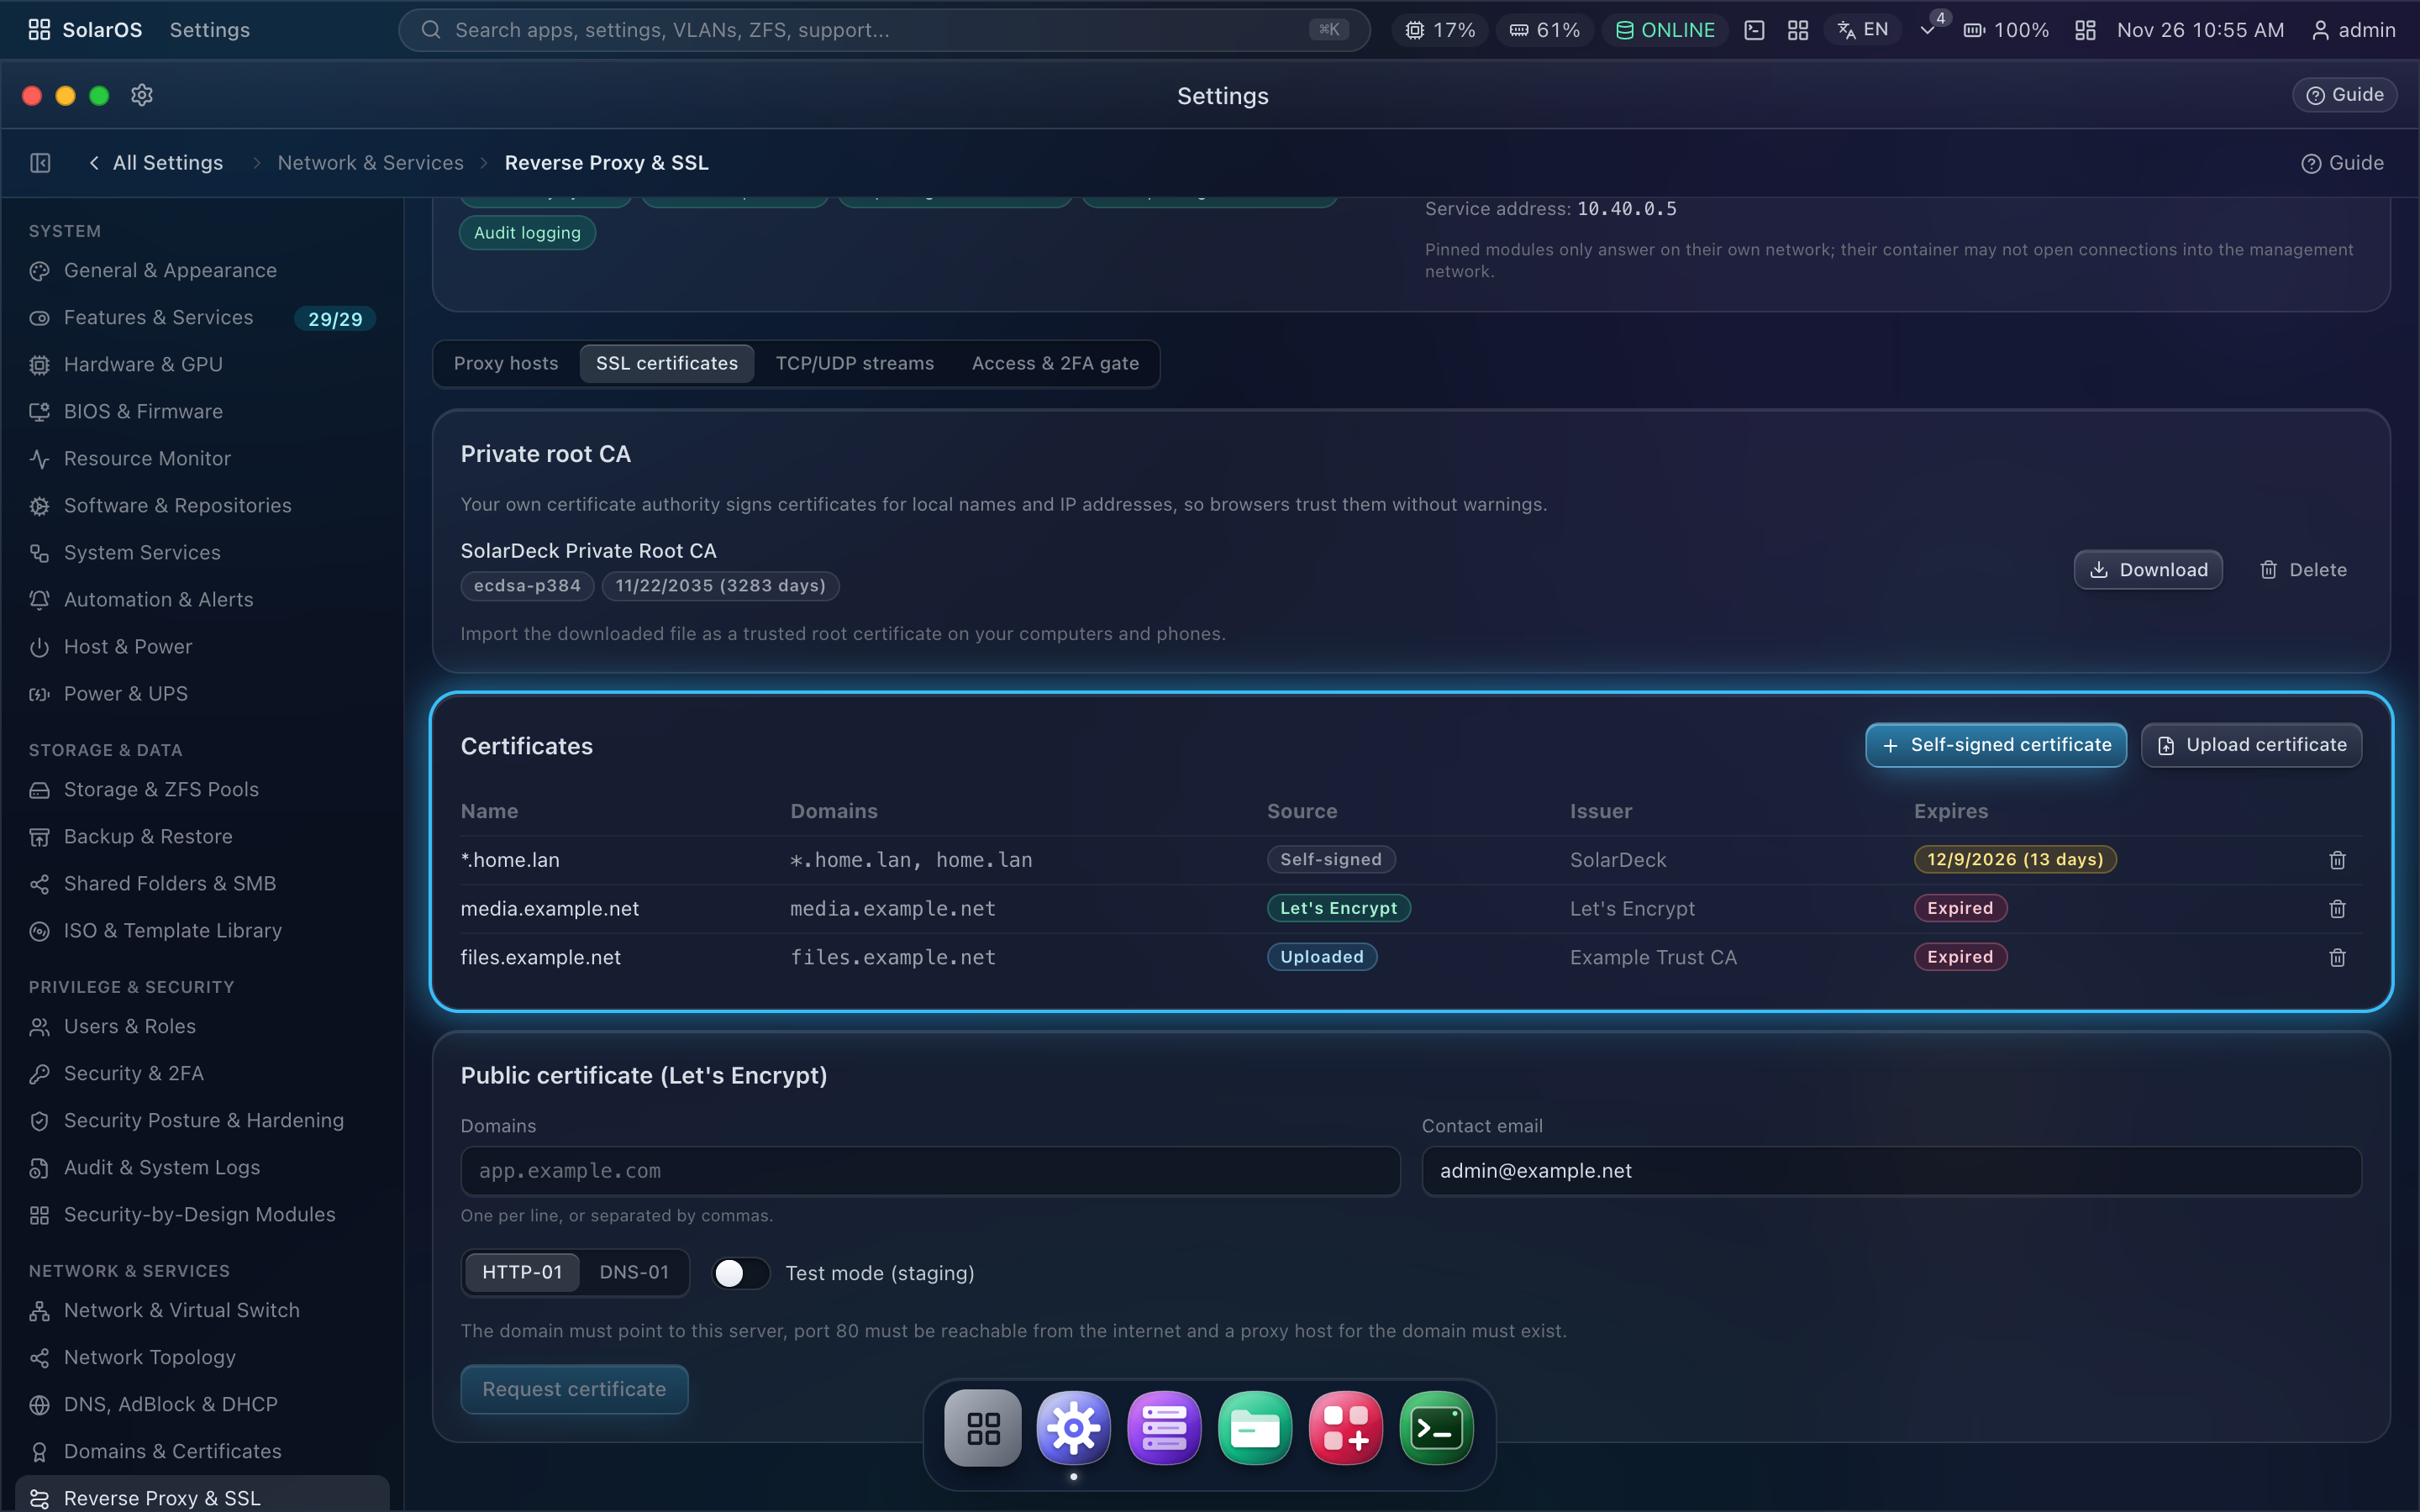 SolarOS Settings Search apps, settings, VLANs, ZFS, support... ⌘K 17% 61% ONLINE EN 4 100% Nov 26 10:55 AM admin
Settings Guide
All Settings Network & Services Reverse Proxy & SSL Guide
SYSTEM
General & Appearance
Features & Services 29/29
Hardware & GPU
BIOS & Firmware
Resource Monitor
Software & Repositories
System Services
Automation & Alerts
Host & Power
Power & UPS
STORAGE & DATA
Storage & ZFS Pools
Backup & Restore
Shared Folders & SMB
ISO & Template Library
PRIVILEGE & SECURITY
Users & Roles
Security & 2FA
Security Posture & Hardening
Audit & System Logs
Security-by-Design Modules
NETWORK & SERVICES
Network & Virtual Switch
Network Topology
DNS, AdBlock & DHCP
Domains & Certificates
Reverse Proxy & SSL
Audit logging
Service address: 10.40.0.5
Pinned modules only answer on their own network; their container may not open connections into the management
network.
Proxy hosts SSL certificates TCP/UDP streams Access & 2FA gate
Private root CA
Your own certificate authority signs certificates for local names and IP addresses, so browsers trust them without warnings.
SolarDeck Private Root CA
ecdsa-p384 11/22/2035 (3283 days)
Download Delete
Import the downloaded file as a trusted root certificate on your computers and phones.
Certificates + Self-signed certificate Upload certificate
Name Domains Source Issuer Expires
*.home.lan *.home.lan, home.lan Self-signed SolarDeck 12/9/2026 (13 days)
media.example.net media.example.net Let's Encrypt Let's Encrypt Expired
files.example.net files.example.net Uploaded Example Trust CA Expired
Public certificate (Let's Encrypt)
Domains Contact email
app.example.com admin@example.net
One per line, or separated by commas.
HTTP-01 DNS-01 Test mode (staging)
The domain must point to this server, port 80 must be reachable from the internet and a proxy host for the domain must exist.
Request certificate